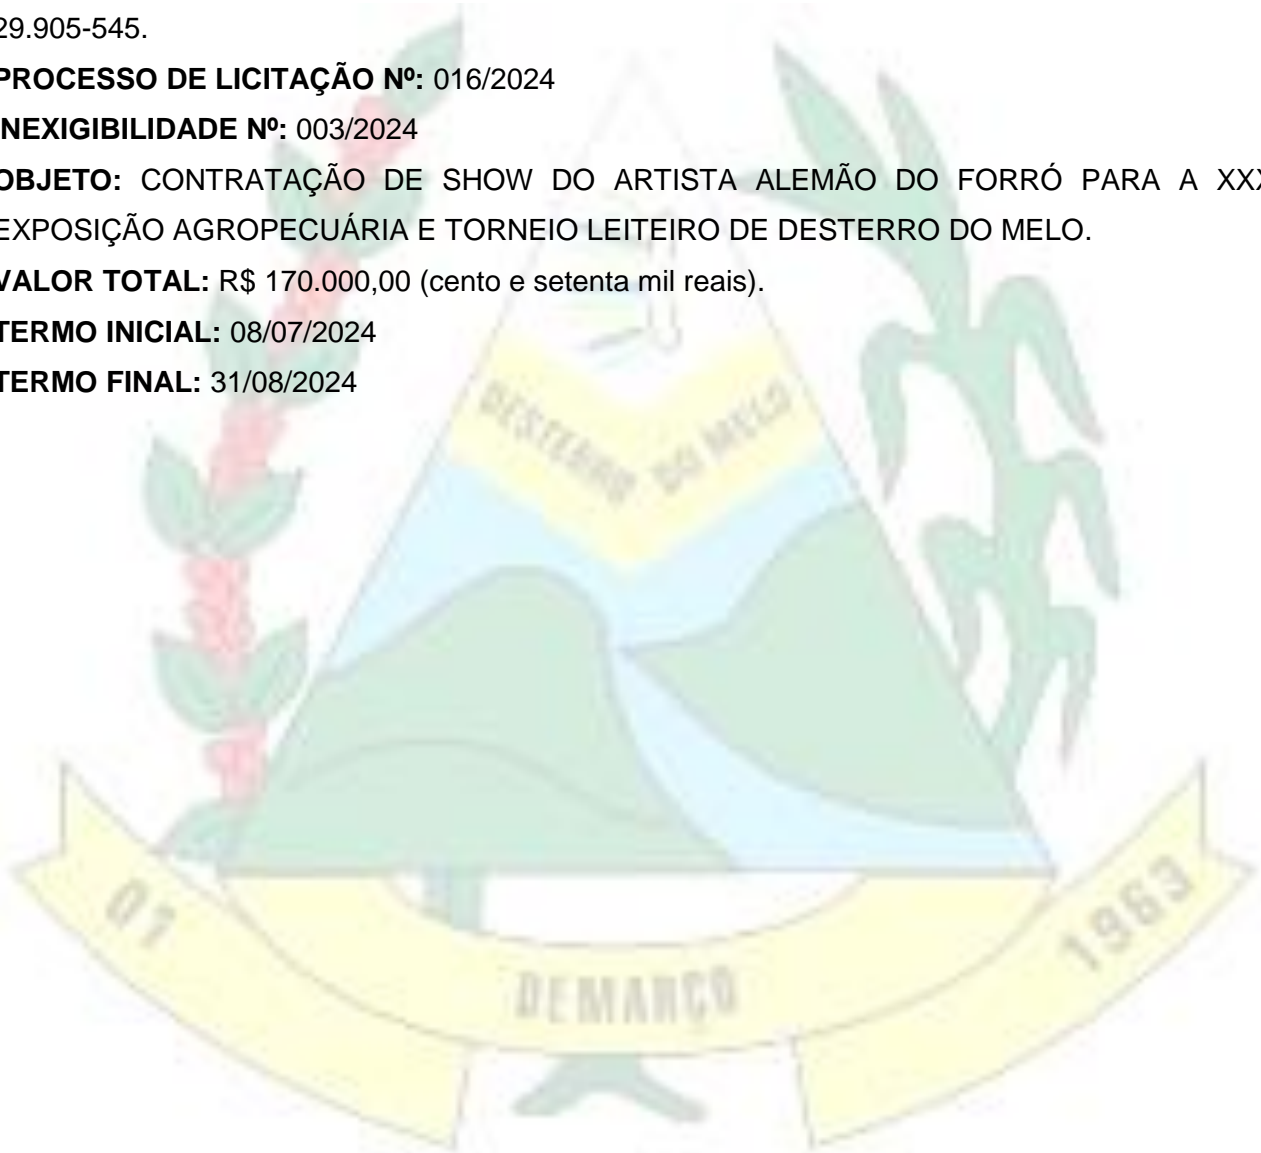 29.905-545.
PROCESSO DE LICITAÇÃO Nº: 016/2024
NEXIGIBILIDADE Nº: 003/2024
OBJETO: CONTRATAÇÃO DE SHOW DO ARTISTA ALEMÃO DO FORRÓ PARA A XXX
EXPOSIÇÃO AGROPECUÁRIA E TORNEIO LEITEIRO DE DESTERRO DO MELO.
VALOR TOTAL: R$ 170.000,00 (cento e setenta mil reais).
TERMO INICIAL: 08/07/2024
TERMO FINAL: 31/08/2024
DESTERRO DO MELO
01 DE MARÇO 1963